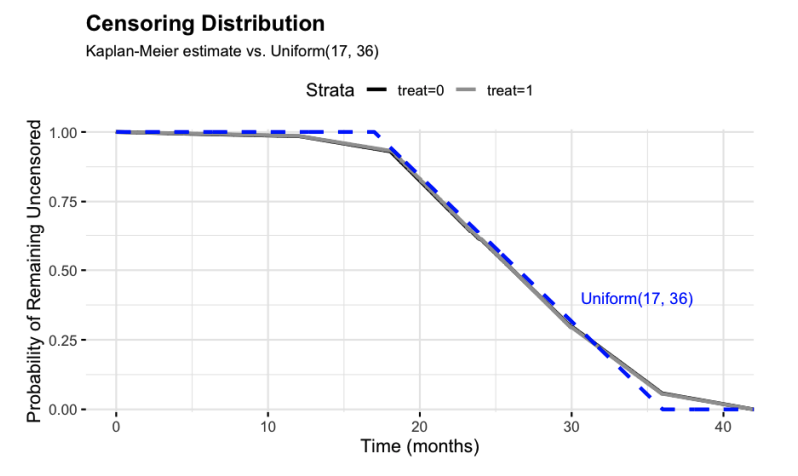 Censoring Distribution
Kaplan-Meier estimate vs. Uniform(17, 36)
Strata treat=0 treat=1
Probability of Remaining Uncensored
1.00
0.75
0.50
0.25
0.00
Uniform(17, 36)
0 10 20 30 40
Time (months)